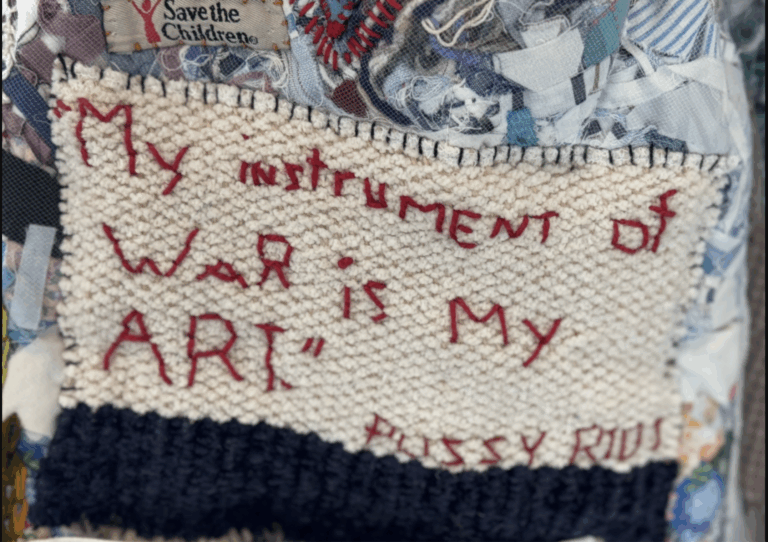 Save the
Children®
"My instrument of
WaR is My
ART"
PUSSY RIOT